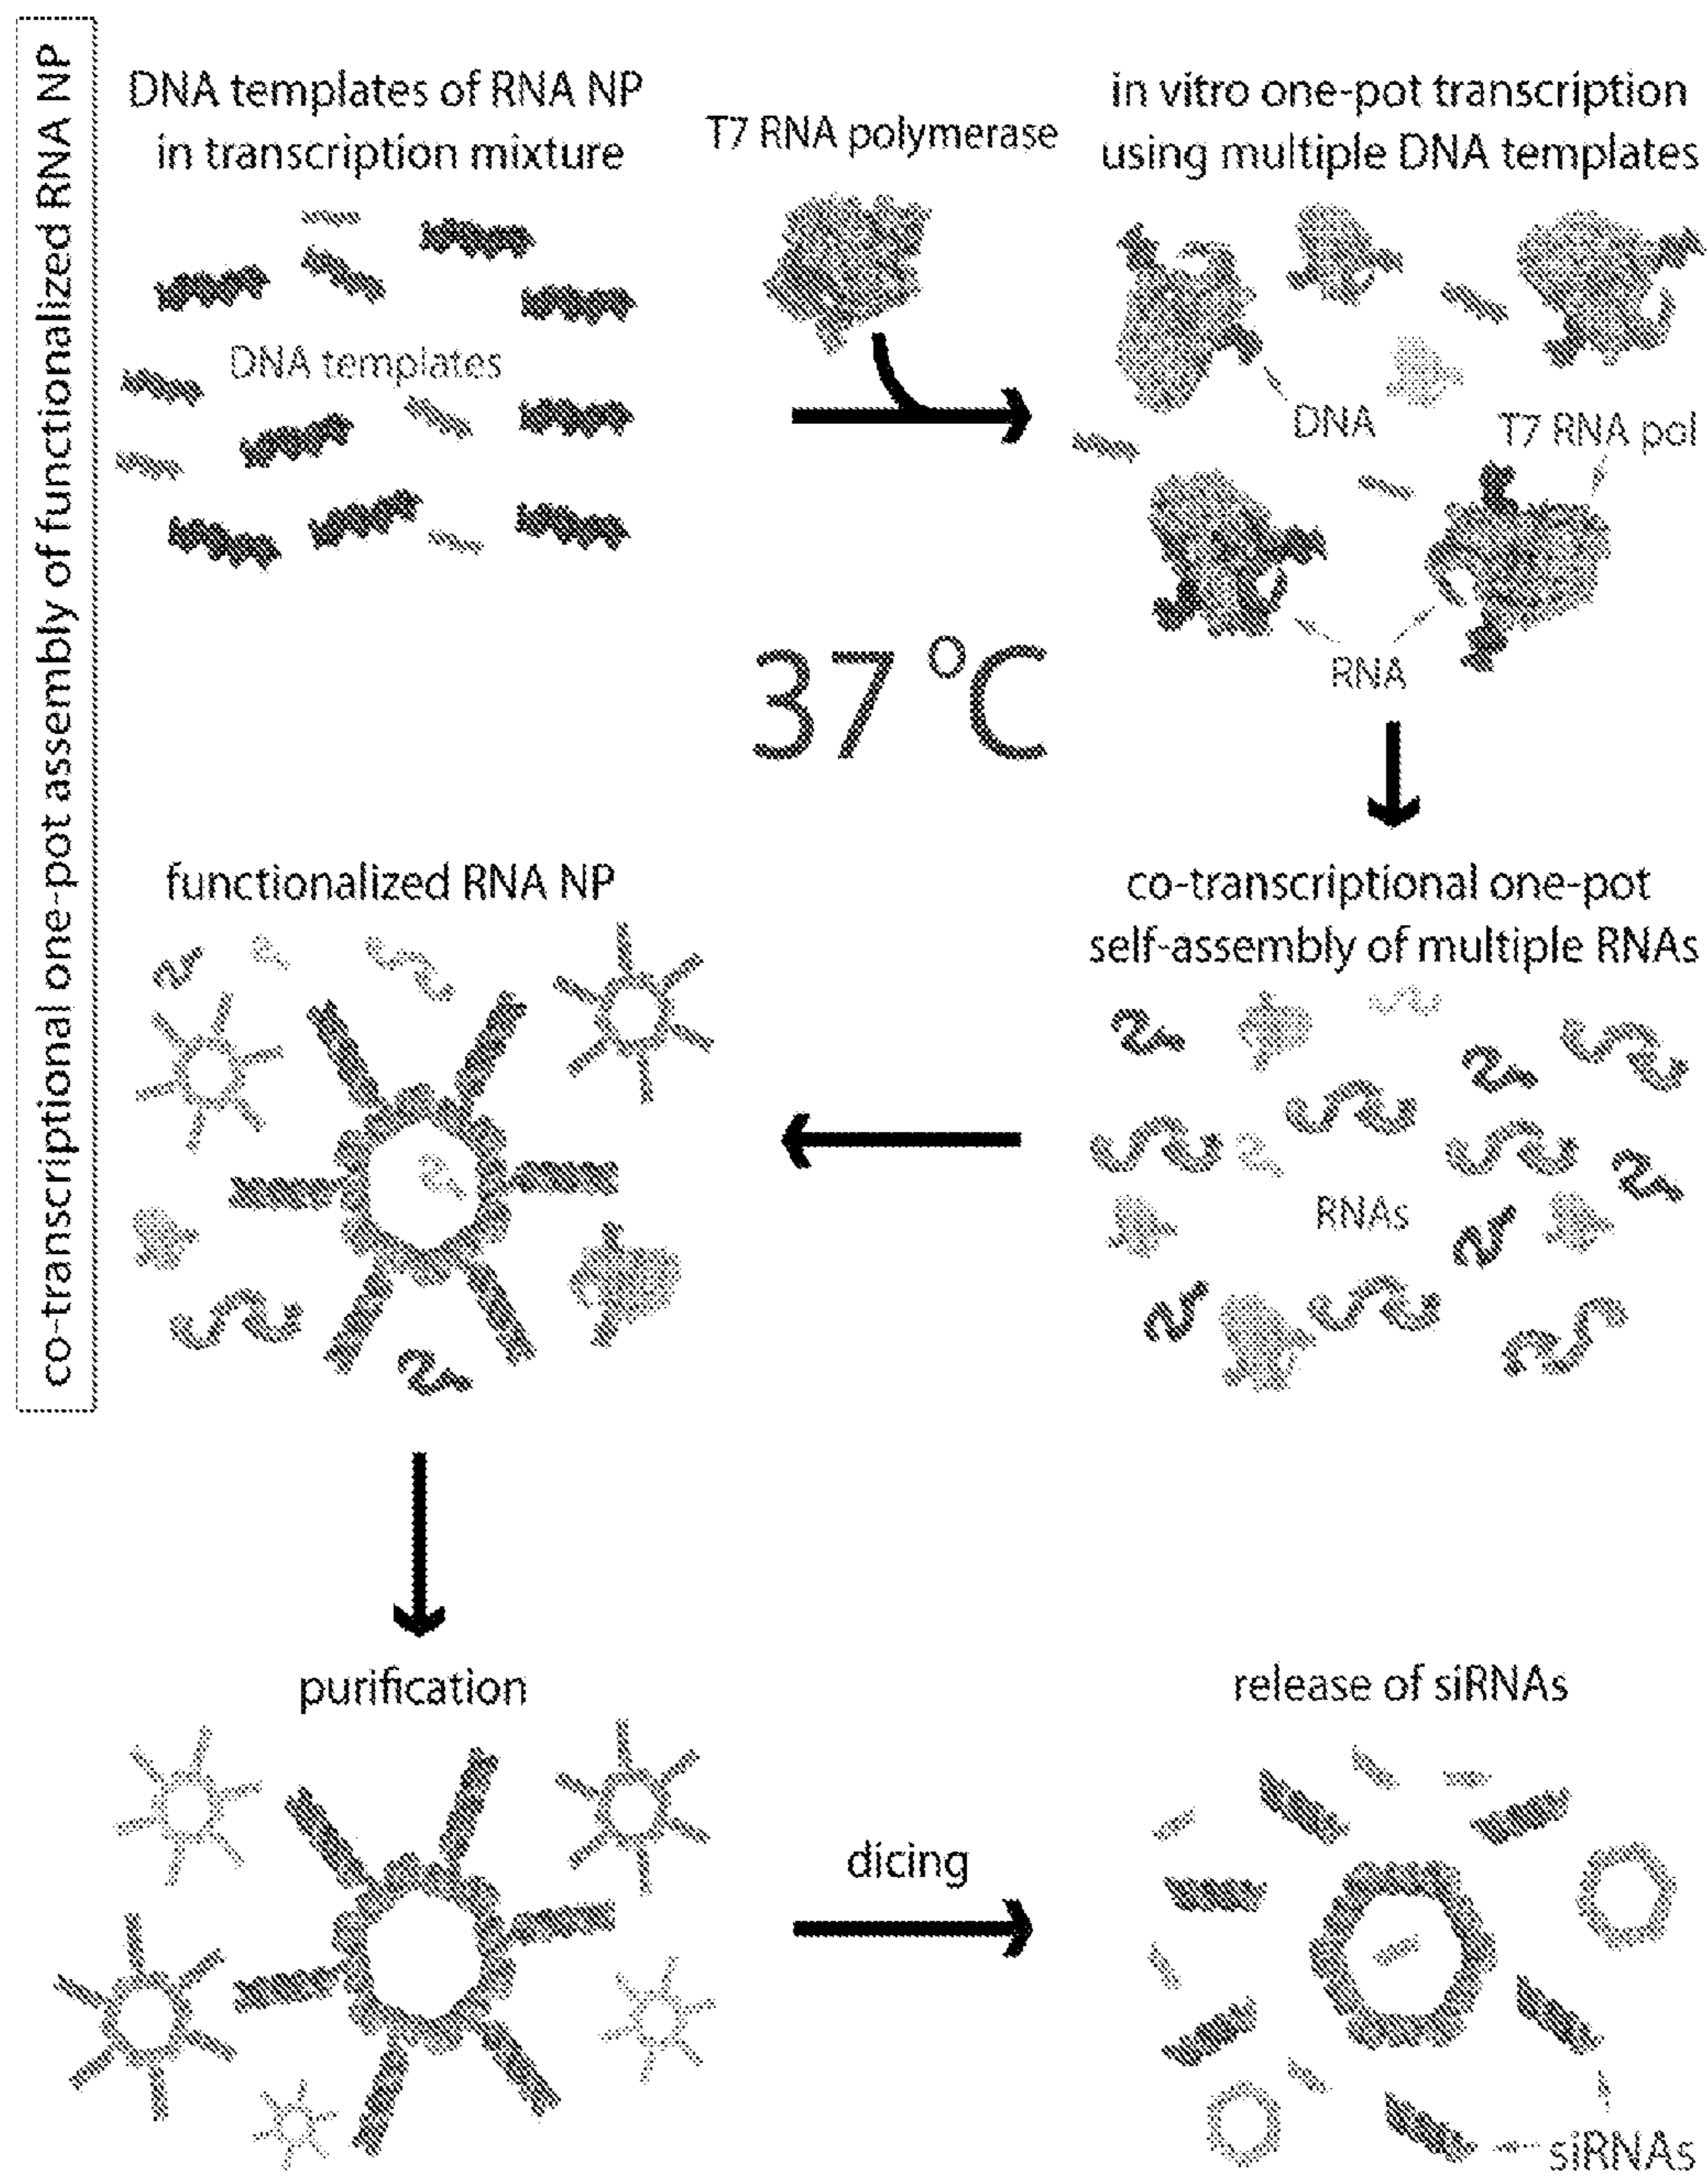 co-transcriptional one-pot assembly of functionalized RNA NP
DNA templates of RNA NP
in transcription mixture
T7 RNA polymerase
in vitro one-pot transcription
using multiple DNA templates
DNA templates
DNA
T7 RNA pol
RNA
37 °C
functionalized RNA NP
co-transcriptional one-pot
self-assembly of multiple RNAs
RNAs
purification
release of siRNAs
dicing
siRNAs